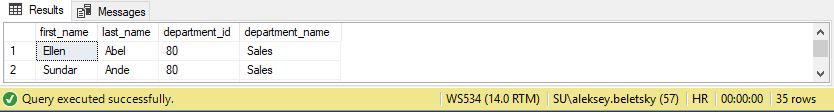 Results Messages
first_name last_name department_id department_name
1 Ellen Abel 80 Sales
2 Sundar Ande 80 Sales
Query executed successfully. WS534 (14.0 RTM) SU\aleksey.beletsky (57) HR 00:00:00 35 rows